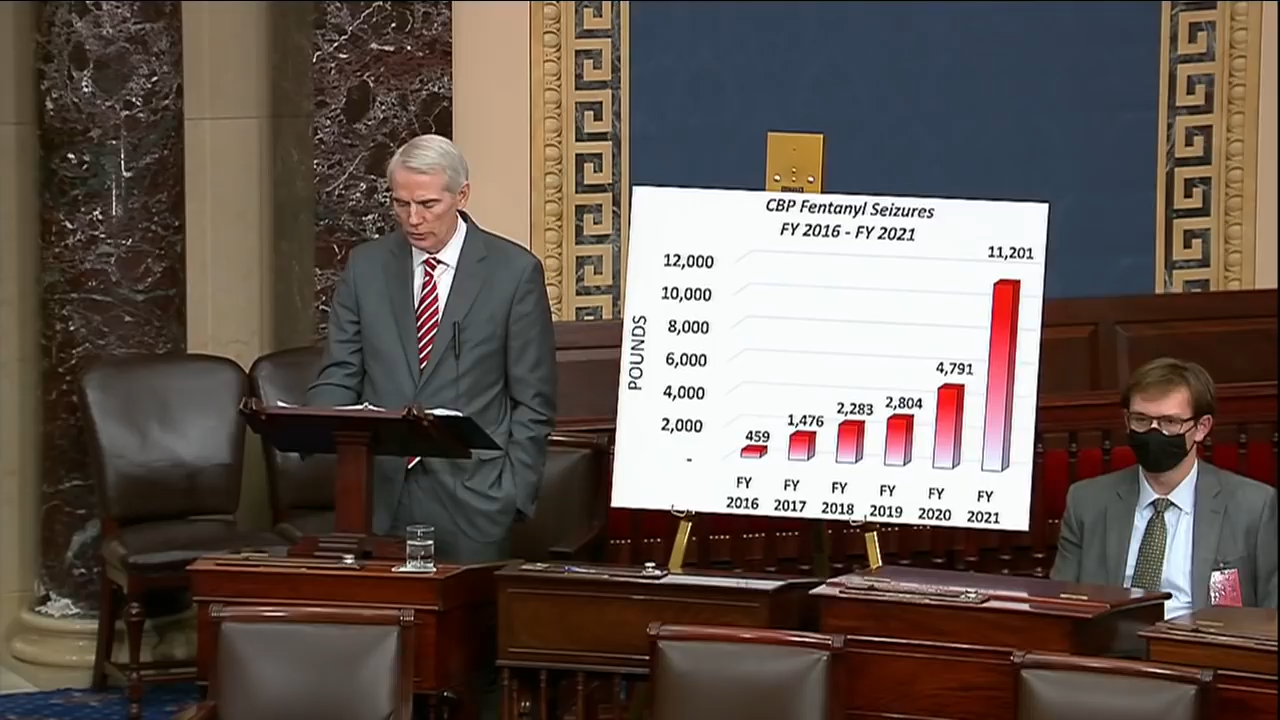 CBP Fentanyl Seizures
FY 2016 - FY 2021
POUNDS
12,000
10,000
8,000
6,000
4,000
2,000
-
459
1,476
2,283
2,804
4,791
11,201
FY 2016
FY 2017
FY 2018
FY 2019
FY 2020
FY 2021